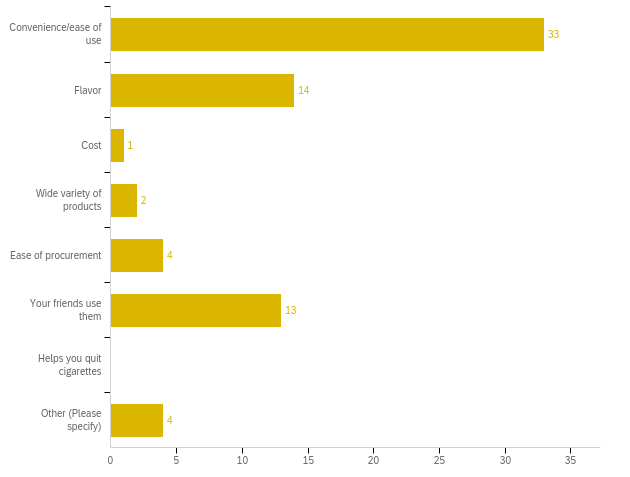 Convenience/ease of
use
33
Flavor
14
Cost
1
Wide variety of
products
2
Ease of procurement
4
Your friends use
them
13
Helps you quit
cigarettes
Other (Please
specify)
4
0 5 10 15 20 25 30 35